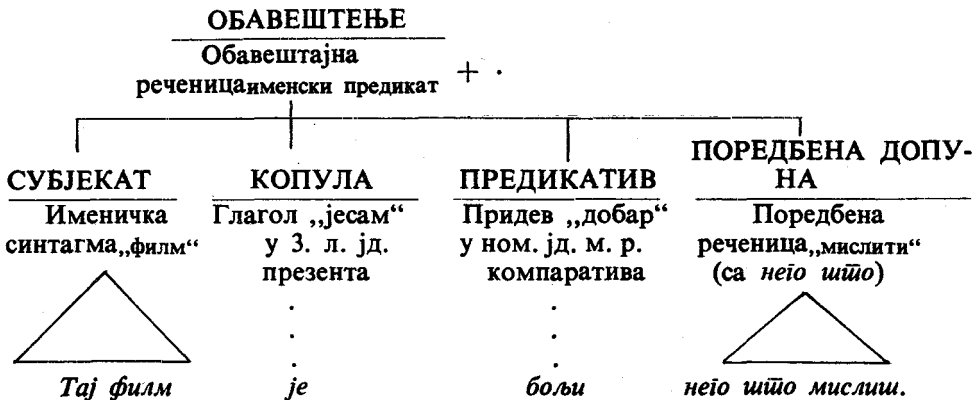 ОБАВЕШТЕЊЕ
Обавештајна
реченицаименски предикат + .
СУБЈЕКАТ КОПУЛА ПРЕДИКАТИВ ПОРЕДБЕНА ДОПУ-
НА
Именичка Глагол „јесам“ Придев „добар“ Поредбена
синтагма„филм“ у 3. л. јд. у ном. јд. м. р. реченица„мислити“
презента компаратива (са него што)
Тај филм је бољи него што мислиш.